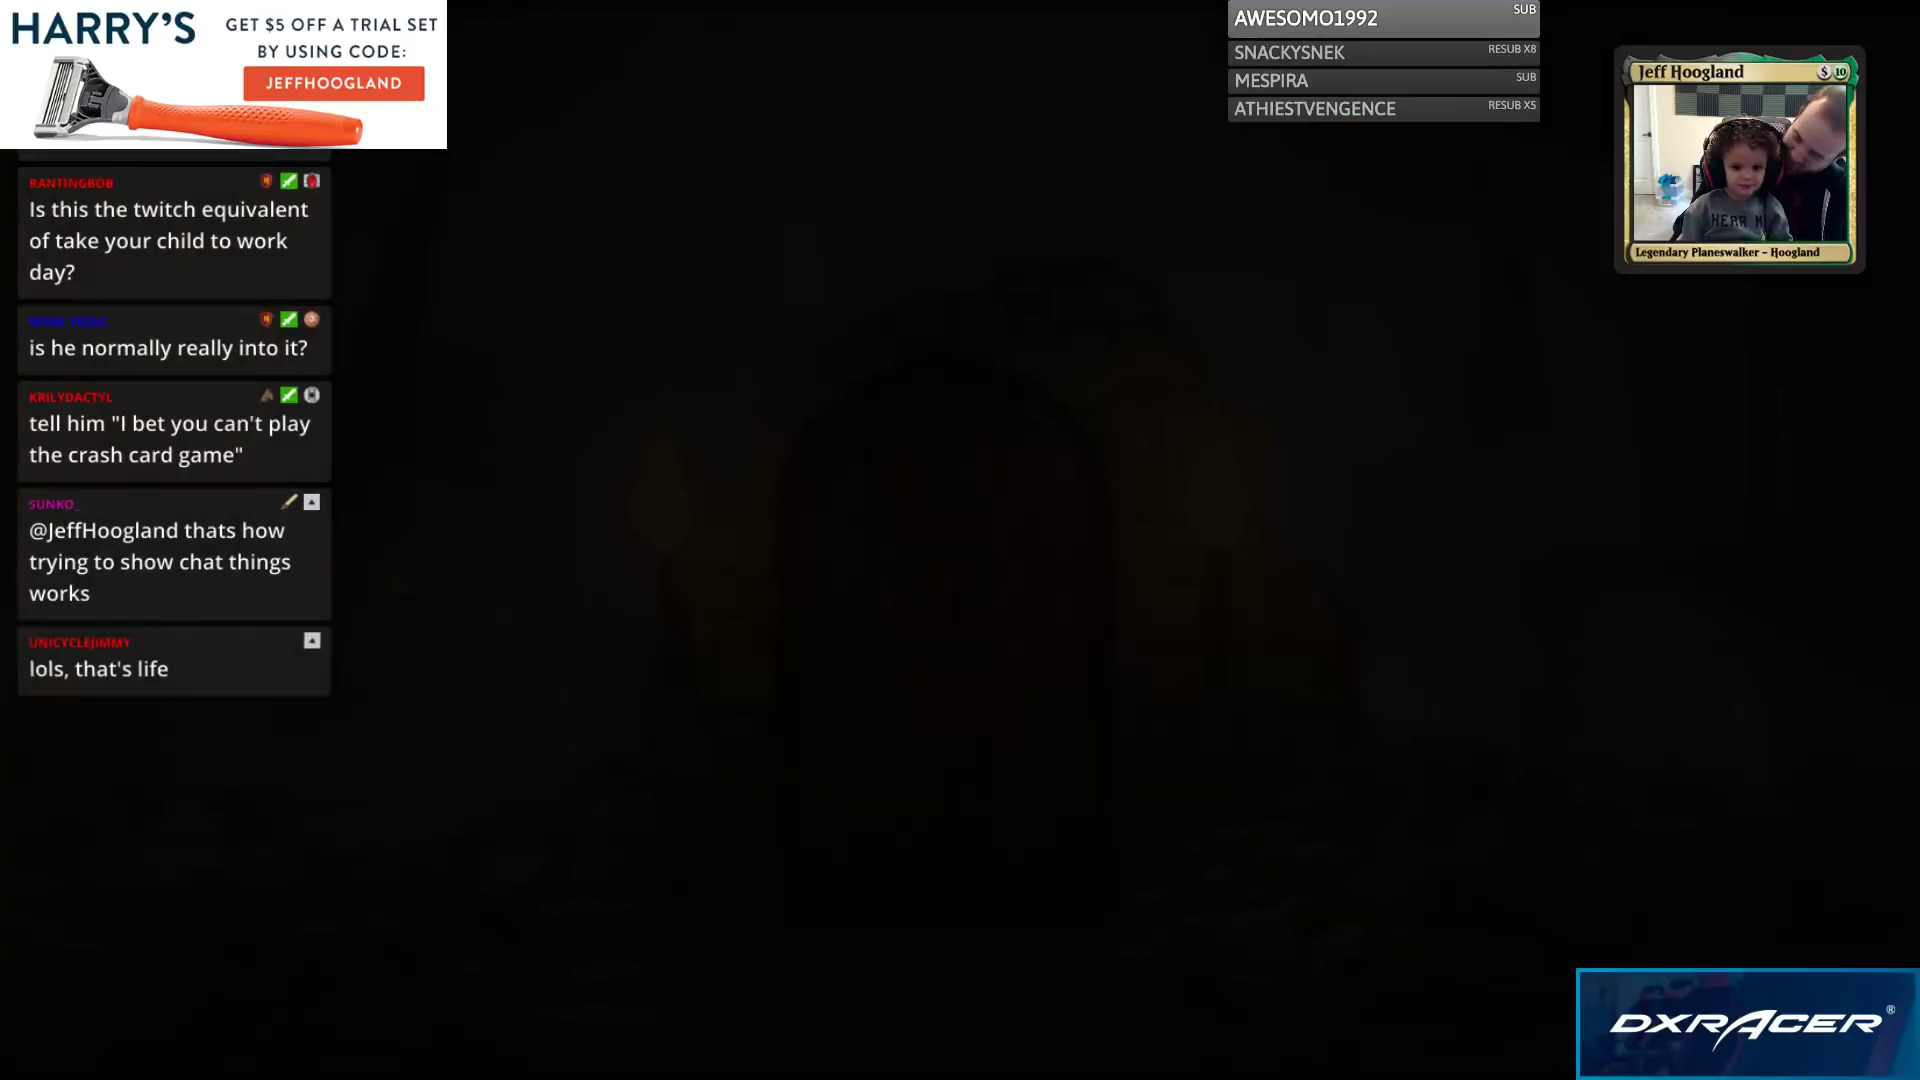 HARRY'S
GET $5 OFF A TRIAL SET
BY USING CODE:
JEFFHOOGLAND
AWESOMO1992 SUB
SNACKYSNEK RESUB X8
MESPIRA SUB
ATHIESTVENGENCE RESUB X5
Jeff Hoogland $ 10
HERR
Legendary Planeswalker - Hoogland
RANTINGBOB
Is this the twitch equivalent
of take your child to work
day?
is he normally really into it?
KRILYDACTYL
tell him "I bet you can't play
the crash card game"
SUNKO_
@JeffHoogland thats how
trying to show chat things
works
UNICYCLEJIMMY
lols, that's life
DXRACER®